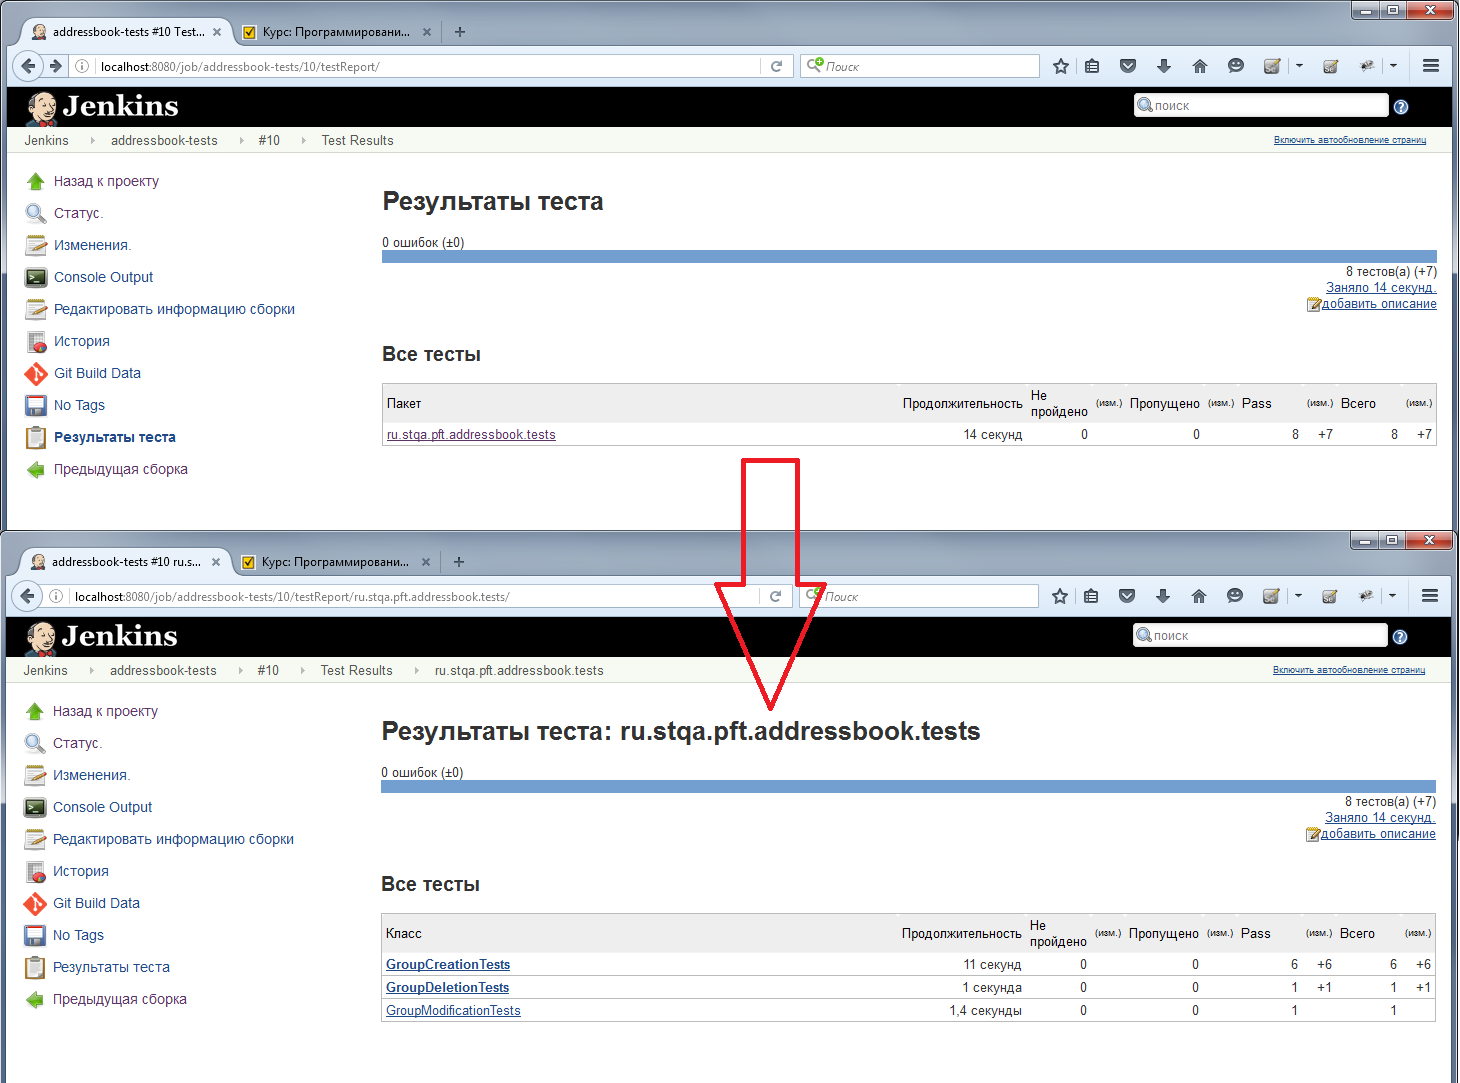 addressbook-tests #10 Test...
Курс: Программировани...
localhost:8080/job/addressbook-tests/10/testReport/
Поиск
Jenkins
поиск
Jenkins addressbook-tests #10 Test Results
Включить автообновление страниц
Назад к проекту
Статус.
Изменения.
Console Output
Редактировать информацию сборки
История
Git Build Data
No Tags
Результаты теста
Предыдущая сборка
Результаты теста
0 ошибок (±0)
8 тестов(а) (+7)
Заняло 14 секунд.
добавить описание
Все тесты
Пакет Продолжительность Не пройдено (изм.) Пропущено (изм.) Pass (изм.) Всего (изм.)
ru.stqa.pft.addressbook.tests 14 секунд 0 0 8 +7 8 +7
addressbook-tests #10 ru.s...
Курс: Программировани...
localhost:8080/job/addressbook-tests/10/testReport/ru.stqa.pft.addressbook.tests/
Поиск
Jenkins
поиск
Jenkins addressbook-tests #10 Test Results ru.stqa.pft.addressbook.tests
Включить автообновление страниц
Назад к проекту
Статус.
Изменения.
Console Output
Редактировать информацию сборки
История
Git Build Data
No Tags
Результаты теста
Предыдущая сборка
Результаты теста: ru.stqa.pft.addressbook.tests
0 ошибок (±0)
8 тестов(а) (+7)
Заняло 14 секунд.
добавить описание
Все тесты
Класс Продолжительность Не пройдено (изм.) Пропущено (изм.) Pass (изм.) Всего (изм.)
GroupCreationTests 11 секунд 0 0 6 +6 6 +6
GroupDeletionTests 1 секунда 0 0 1 +1 1 +1
GroupModificationTests 1,4 секунды 0 0 1 1